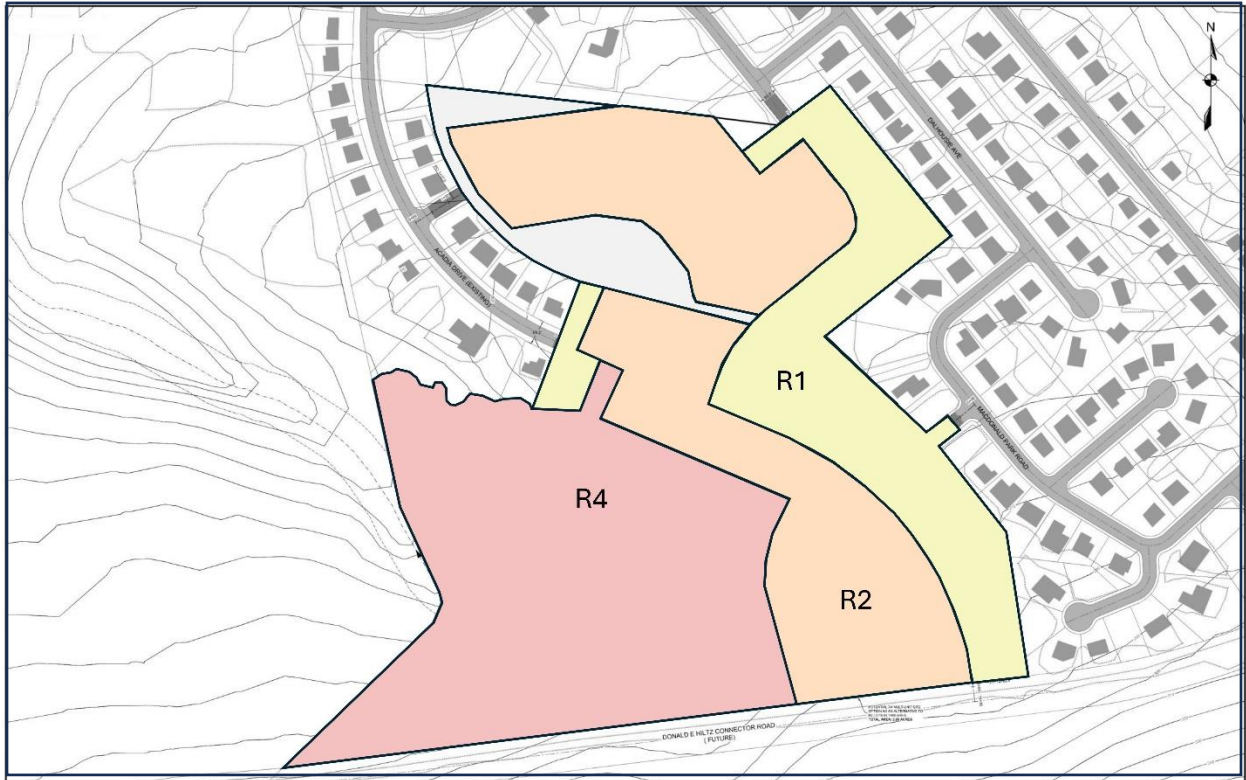 N
DALHOUSIE AVE
ACADIA DRIVE (EXISTING)
R1
MACDONALD PARK ROAD
R4
R2
DONALD E HILTZ CONNECTOR ROAD
( FUTURE)